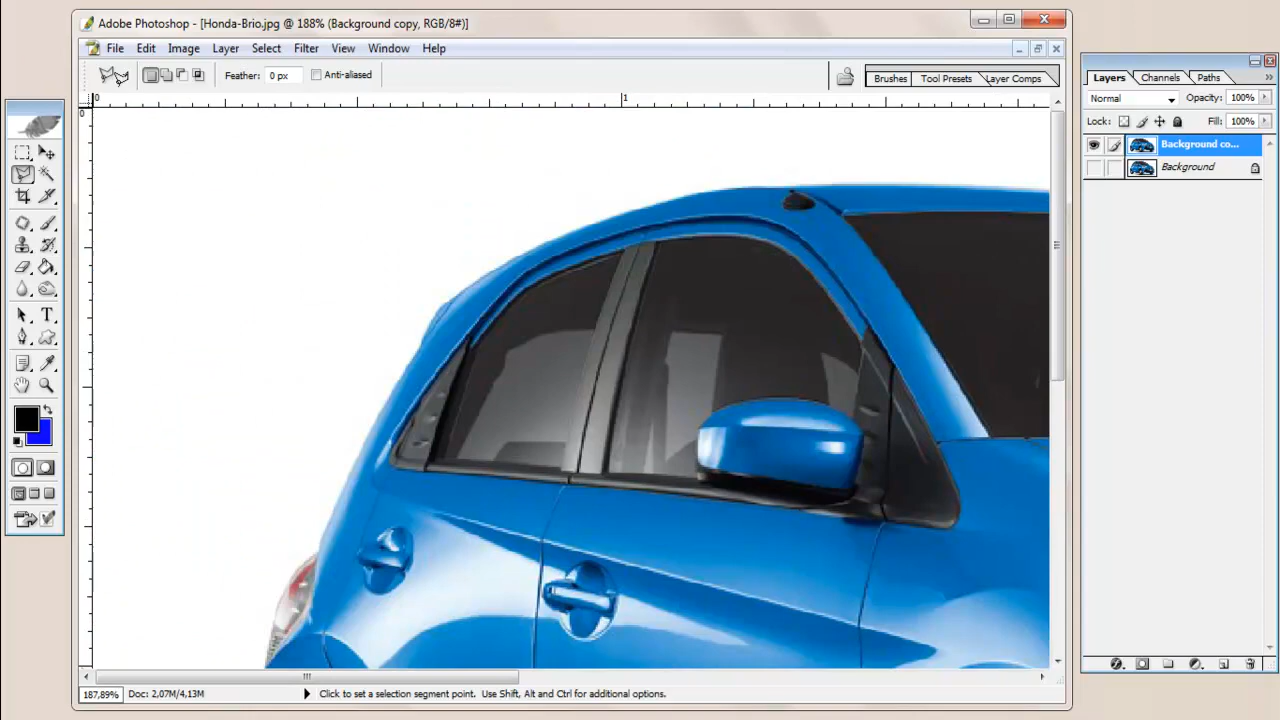 Adobe Photoshop - [Honda-Brio.jpg @ 188% (Background copy, RGB/8#)]
File Edit Image Layer Select Filter View Window Help
Feather: 0 px Anti-aliased
Brushes Tool Presets Layer Comps
0 1
0
Layers Channels Paths
Normal Opacity: 100%
Lock: Fill: 100%
Background co...
Background
T
187,89% Doc: 2,07M/4,13M Click to set a selection segment point. Use Shift, Alt and Ctrl for additional options.